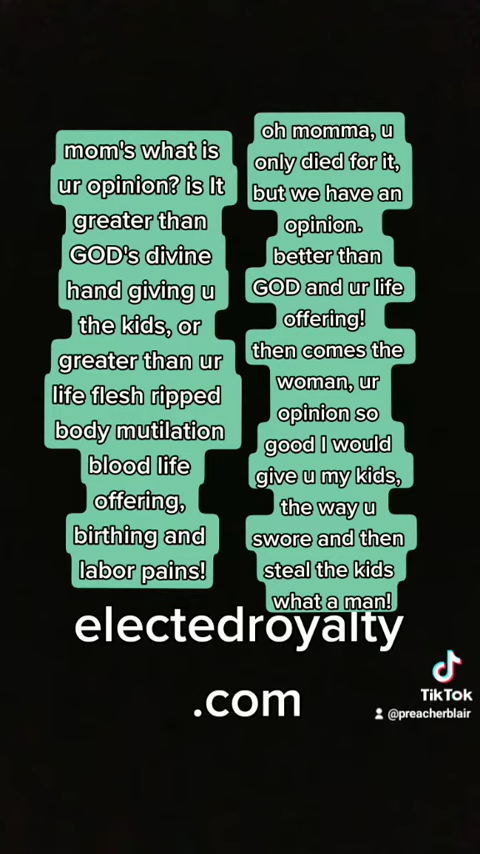 mom's what is
ur opinion? is It
greater than
GOD's divine
hand giving u
the kids, or
greater than ur
life flesh ripped
body mutilation
blood life
offering,
birthing and
labor pains!
oh momma, u
only died for it,
but we have an
opinion.
better than
GOD and ur life
offering!
then comes the
woman, ur
opinion so
good I would
give u my kids,
the way u
swore and then
steal the kids
what a man!
electedroyalty
.com
TikTok
@preacherblair